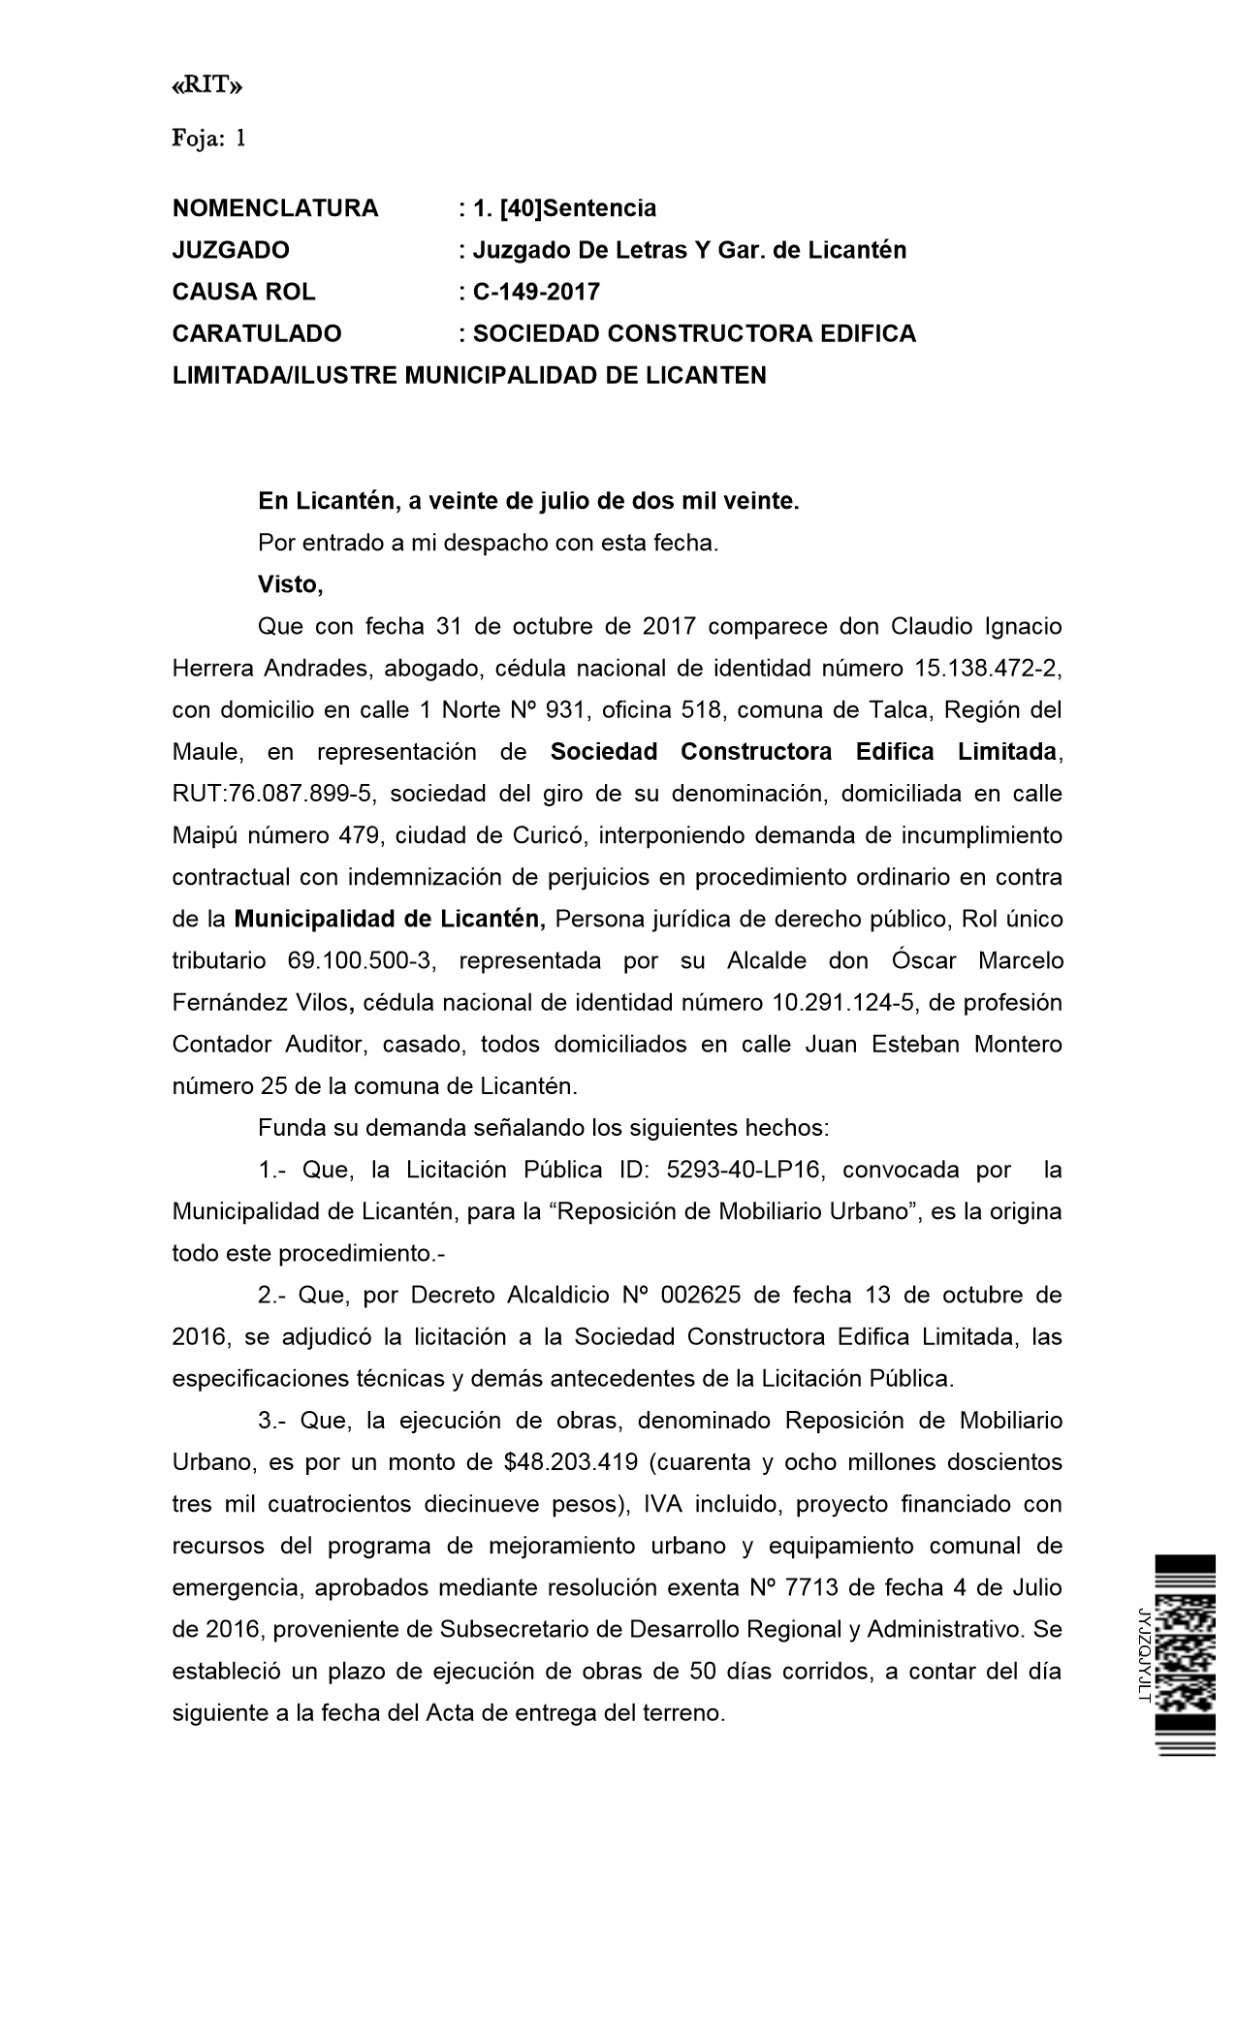 «RIT»
Foja: 1
NOMENCLATURA : 1. [40]Sentencia
JUZGADO : Juzgado De Letras Y Gar. de Licantén
CAUSA ROL : C-149-2017
CARATULADO : SOCIEDAD CONSTRUCTORA EDIFICA
LIMITADA/ILUSTRE MUNICIPALIDAD DE LICANTEN
En Licantén, a veinte de julio de dos mil veinte.
Por entrado a mi despacho con esta fecha.
Visto,
Que con fecha 31 de octubre de 2017 comparece don Claudio Ignacio
Herrera Andrades, abogado, cédula nacional de identidad número 15.138.472-2,
con domicilio en calle 1 Norte Nº 931, oficina 518, comuna de Talca, Región del
Maule, en representación de Sociedad Constructora Edifica Limitada,
RUT:76.087.899-5, sociedad del giro de su denominación, domiciliada en calle
Maipú número 479, ciudad de Curicó, interponiendo demanda de incumplimiento
contractual con indemnización de perjuicios en procedimiento ordinario en contra
de la Municipalidad de Licantén, Persona jurídica de derecho público, Rol único
tributario 69.100.500-3, representada por su Alcalde don Óscar Marcelo
Fernández Vilos, cédula nacional de identidad número 10.291.124-5, de profesión
Contador Auditor, casado, todos domiciliados en calle Juan Esteban Montero
número 25 de la comuna de Licantén.
Funda su demanda señalando los siguientes hechos:
1.- Que, la Licitación Pública ID: 5293-40-LP16, convocada por la
Municipalidad de Licantén, para la “Reposición de Mobiliario Urbano”, es la origina
todo este procedimiento.-
2.- Que, por Decreto Alcaldicio Nº 002625 de fecha 13 de octubre de
2016, se adjudicó la licitación a la Sociedad Constructora Edifica Limitada, las
especificaciones técnicas y demás antecedentes de la Licitación Pública.
3.- Que, la ejecución de obras, denominado Reposición de Mobiliario
Urbano, es por un monto de $48.203.419 (cuarenta y ocho millones doscientos
tres mil cuatrocientos diecinueve pesos), IVA incluido, proyecto financiado con
recursos del programa de mejoramiento urbano y equipamiento comunal de
emergencia, aprobados mediante resolución exenta Nº 7713 de fecha 4 de Julio
de 2016, proveniente de Subsecretario de Desarrollo Regional y Administrativo. Se
estableció un plazo de ejecución de obras de 50 días corridos, a contar del día
siguiente a la fecha del Acta de entrega del terreno.
JYJZQJYJLT